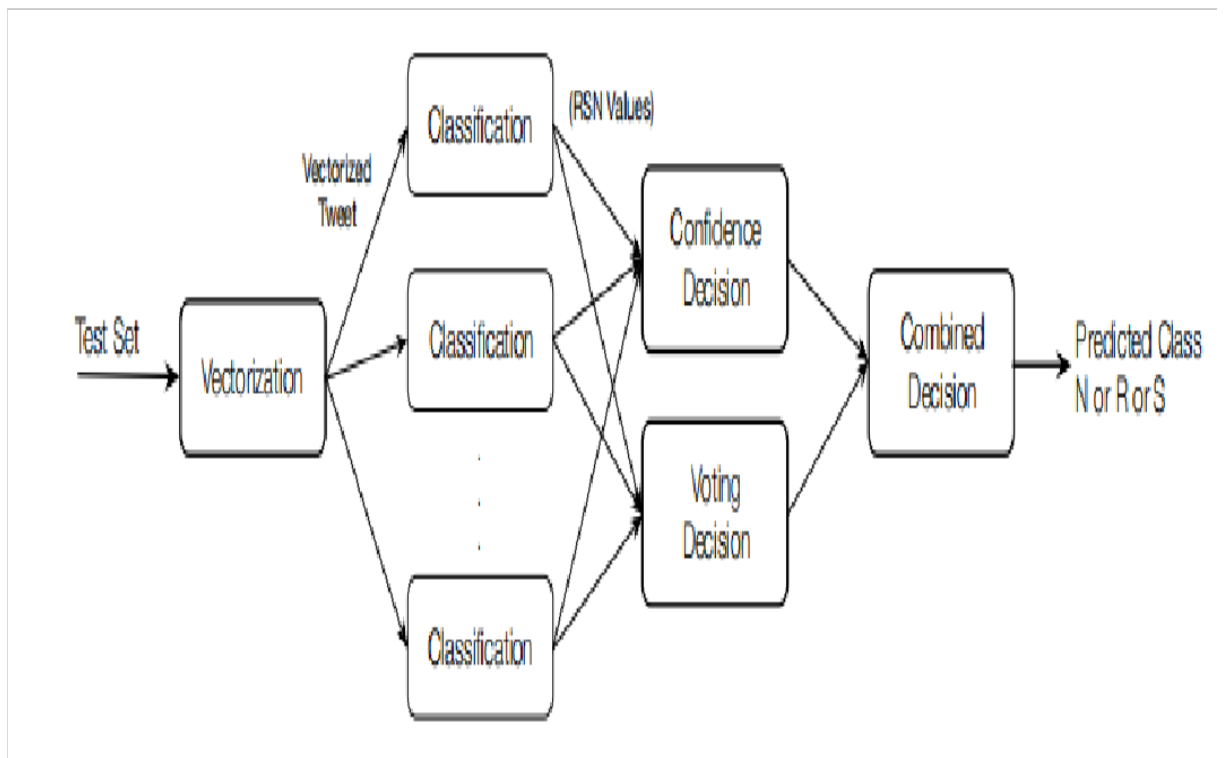 Test Set
Vectorization
Vectorized
Tweet
Classification
Classification
.
.
.
Classification
(RSN Values)
Confidence
Decision
Voting
Decision
Combined
Decision
Predicted Class
N or R or S